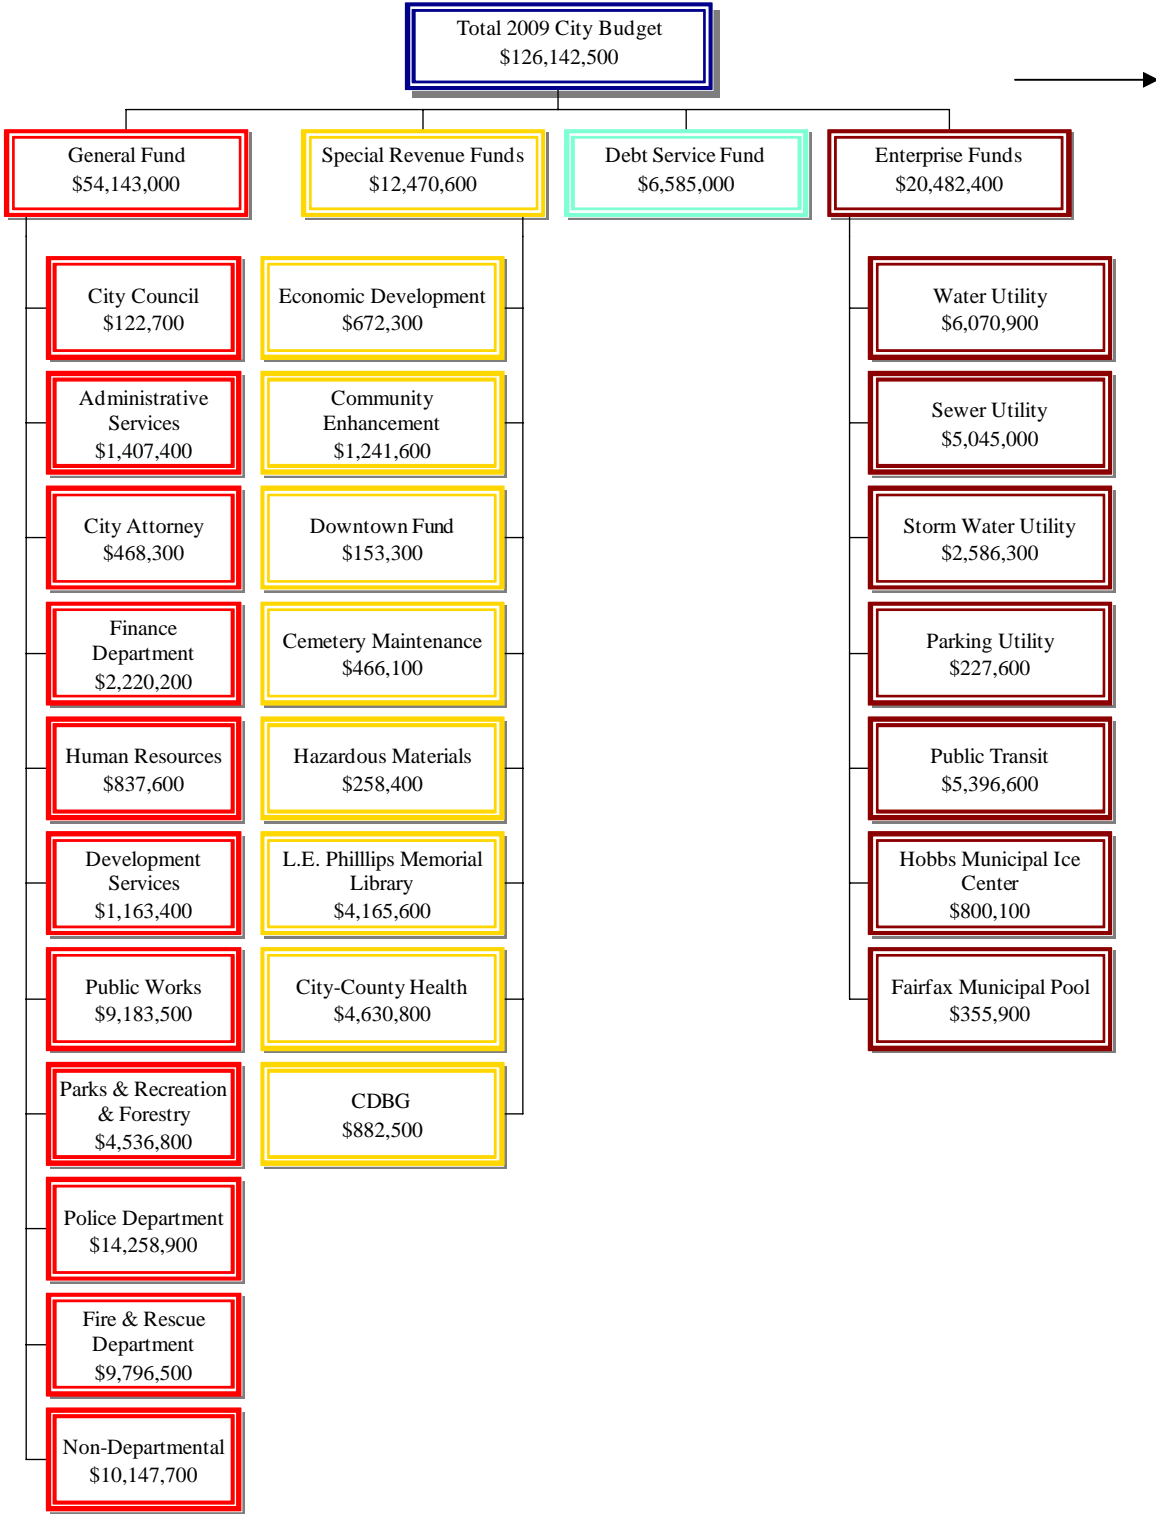 Total 2009 City Budget
$126,142,500
General Fund
$54,143,000
Special Revenue Funds
$12,470,600
Debt Service Fund
$6,585,000
Enterprise Funds
$20,482,400
City Council
$122,700
Administrative
Services
$1,407,400
City Attorney
$468,300
Finance
Department
$2,220,200
Human Resources
$837,600
Development
Services
$1,163,400
Public Works
$9,183,500
Parks & Recreation
& Forestry
$4,536,800
Police Department
$14,258,900
Fire & Rescue
Department
$9,796,500
Non-Departmental
$10,147,700
Economic Development
$672,300
Community
Enhancement
$1,241,600
Downtown Fund
$153,300
Cemetery Maintenance
$466,100
Hazardous Materials
$258,400
L.E. Philllips Memorial
Library
$4,165,600
City-County Health
$4,630,800
CDBG
$882,500
Water Utility
$6,070,900
Sewer Utility
$5,045,000
Storm Water Utility
$2,586,300
Parking Utility
$227,600
Public Transit
$5,396,600
Hobbs Municipal Ice
Center
$800,100
Fairfax Municipal Pool
$355,900